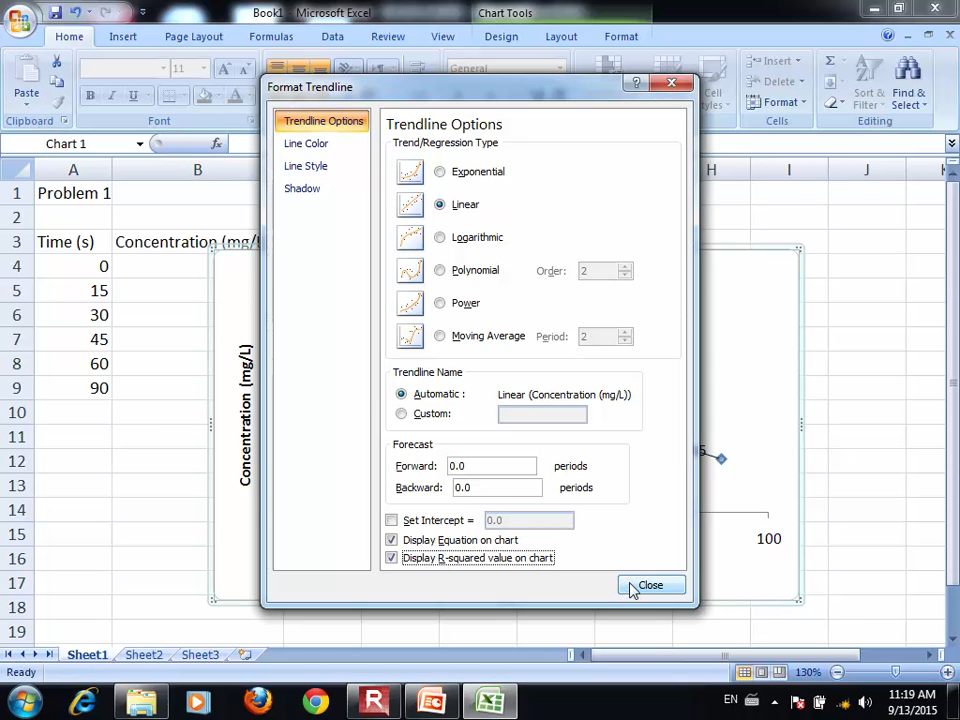 Book1 - Microsoft Excel
Chart Tools
Home
Insert
Page Layout
Formulas
Data
Review
View
Design
Layout
Format
Paste
Clipboard
11
A
A
B
I
U
A
Font
General
Cell
Styles
Insert
Delete
Format
Cells
Σ
Sort &
Filter
Find &
Select
Editing
Chart 1
fx
A
B
H
I
J
K
1
Problem 1
2
3
Time (s)
Concentration (mg/L
4
0
5
15
6
30
7
45
8
60
9
90
10
11
12
13
14
15
16
17
18
19
Concentration (mg/L)
100
Format Trendline
?
Trendline Options
Line Color
Line Style
Shadow
Trendline Options
Trend/Regression Type
Exponential
Linear
Logarithmic
Polynomial
Order:
2
Power
Moving Average
Period:
2
Trendline Name
Automatic :
Linear (Concentration (mg/L))
Custom:
Forecast
Forward:
0.0
periods
Backward:
0.0
periods
Set Intercept =
0.0
Display Equation on chart
Display R-squared value on chart
Close
Sheet1
Sheet2
Sheet3
Ready
130%
EN
11:19 AM
9/13/2015